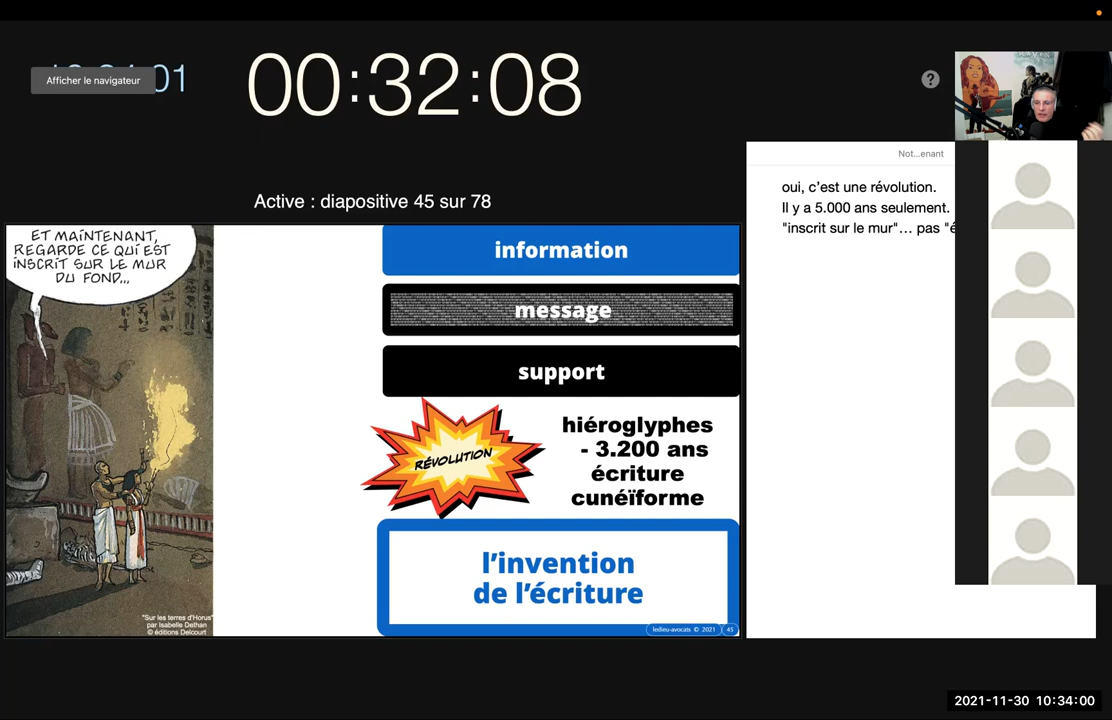 01
Afficher le navigateur
00:32:08
?
Not...enant
oui, c’est une révolution.
Il y a 5.000 ans seulement.
"inscrit sur le mur"… pas "é
Active : diapositive 45 sur 78
ET MAINTENANT,
REGARDE CE QUI EST
INSCRIT SUR LE MUR
DU FOND...
information
message
support
RÉVOLUTION
hiéroglyphes
- 3.200 ans
écriture
cunéïforme
l’invention
de l’écriture
"Sur les terres d'Horus"
par Isabelle Dethan
© éditions Delcourt
ledieu-avocats © 2021 45
2021-11-30 10:34:00